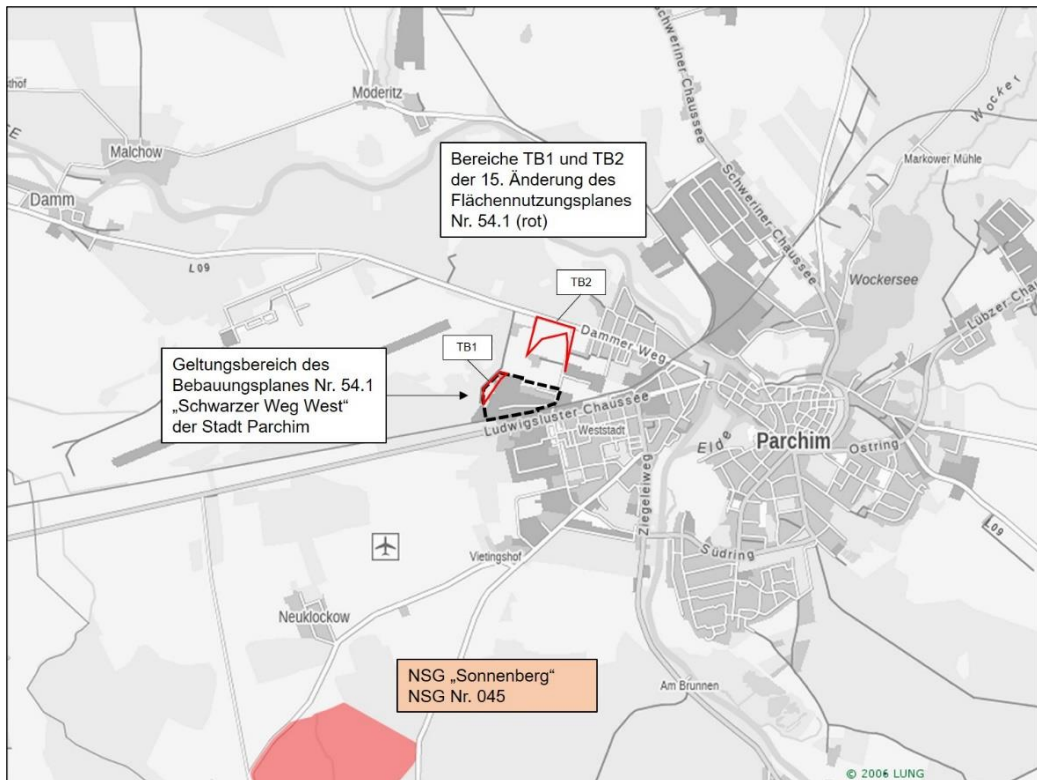 Moderitz
Malchow
Damm
L09
Schweriner Chaussee
Schweriner Chaussee
Wocker
Markower Mühle
Wockersee
Lübzer Cha
Bereiche TB1 und TB2
der 15. Änderung des
Flächennutzungsplanes
Nr. 54.1 (rot)
TB2
TB1
Dammer Weg
Geltungsbereich des
Bebauungsplanes Nr. 54.1
„Schwarzer Weg West“
der Stadt Parchim
Ludwigsluster Chaussee
Weststadt
Elde
Parchim
Ostring
L09
Ziegeleiweg
Südring
Vietingshof
Neuklockow
NSG „Sonnenberg“
NSG Nr. 045
Am Brunnen
© 2006 LUNG